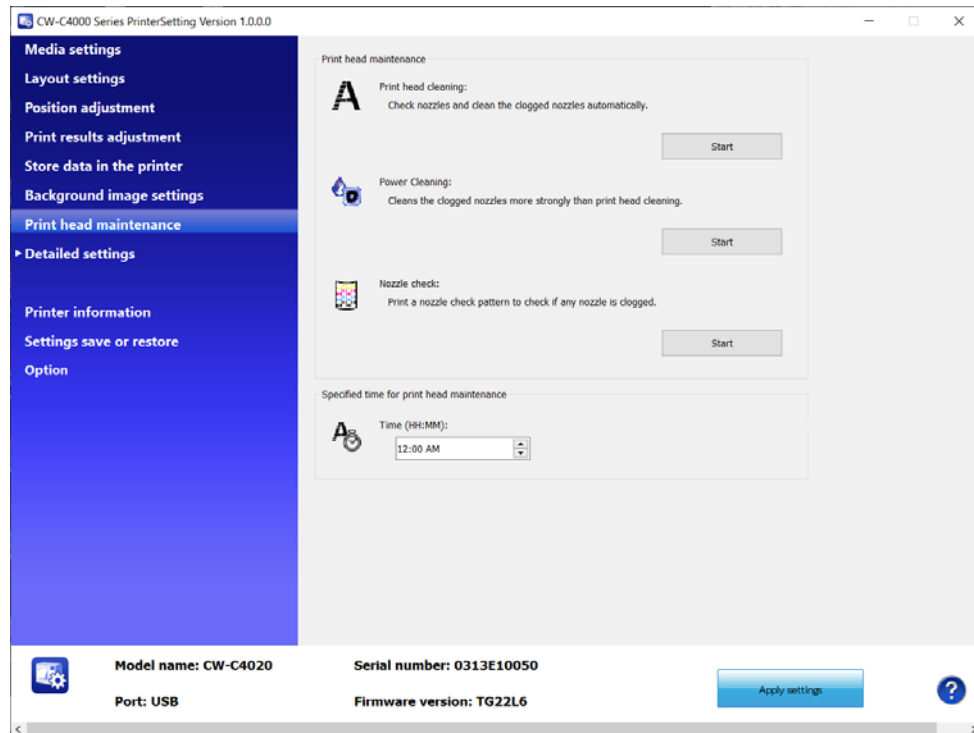 CW-C4000 Series PrinterSetting Version 1.0.0.0
Media settings
Layout settings
Position adjustment
Print results adjustment
Store data in the printer
Background image settings
Print head maintenance
Detailed settings
Printer information
Settings save or restore
Option
Print head maintenance
Print head cleaning:
Check nozzles and clean the clogged nozzles automatically.
Start
Power Cleaning:
Cleans the clogged nozzles more strongly than print head cleaning.
Start
Nozzle check:
Print a nozzle check pattern to check if any nozzle is clogged.
Start
Specified time for print head maintenance
Time (HH:MM):
12:00 AM
Model name: CW-C4020
Serial number: 0313E10050
Port: USB
Firmware version: TG22L6
Apply settings